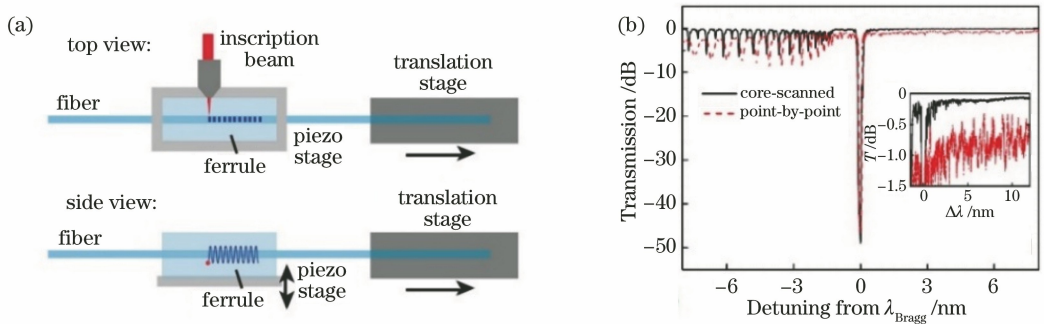 (a)
top view:
inscription
beam
translation
stage
fiber
ferrule
piezo
stage
side view:
translation
stage
fiber
ferrule
piezo
stage
(b)
Transmission /dB
0
−10
−20
−30
−40
−50
core-scanned
point-by-point
T /dB
0
−0.5
−1.0
−1.5
0 5 10
Δλ /nm
−6 −3 0 3 6
Detuning from λBragg /nm